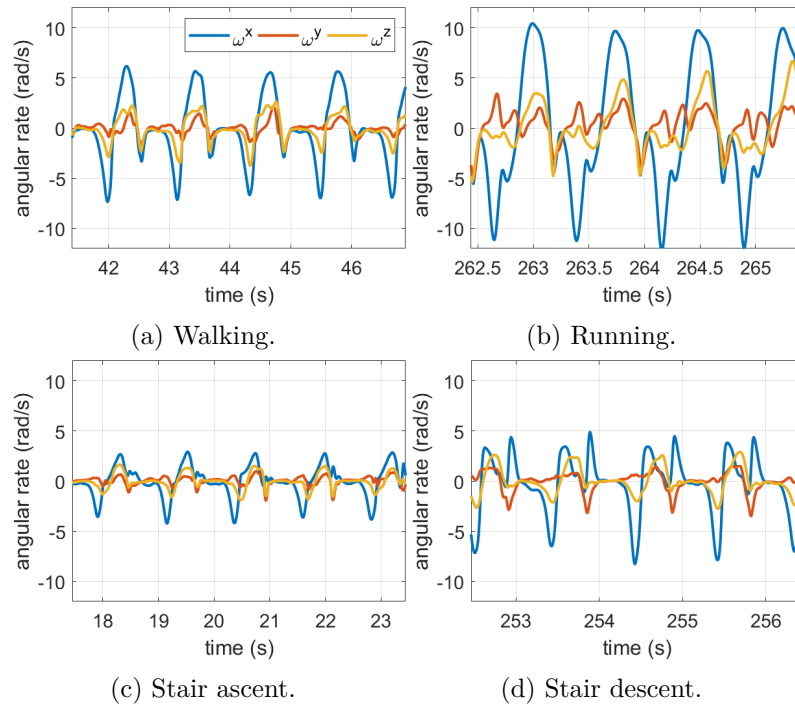 10
5
0
-5
-10
angular rate (rad/s)
ωx ωy ωz
42 43 44 45 46
time (s)
(a) Walking.
10
5
0
-5
-10
angular rate (rad/s)
262.5 263 263.5 264 264.5 265
time (s)
(b) Running.
10
5
0
-5
-10
angular rate (rad/s)
18 19 20 21 22 23
time (s)
(c) Stair ascent.
10
5
0
-5
-10
angular rate (rad/s)
253 254 255 256
time (s)
(d) Stair descent.